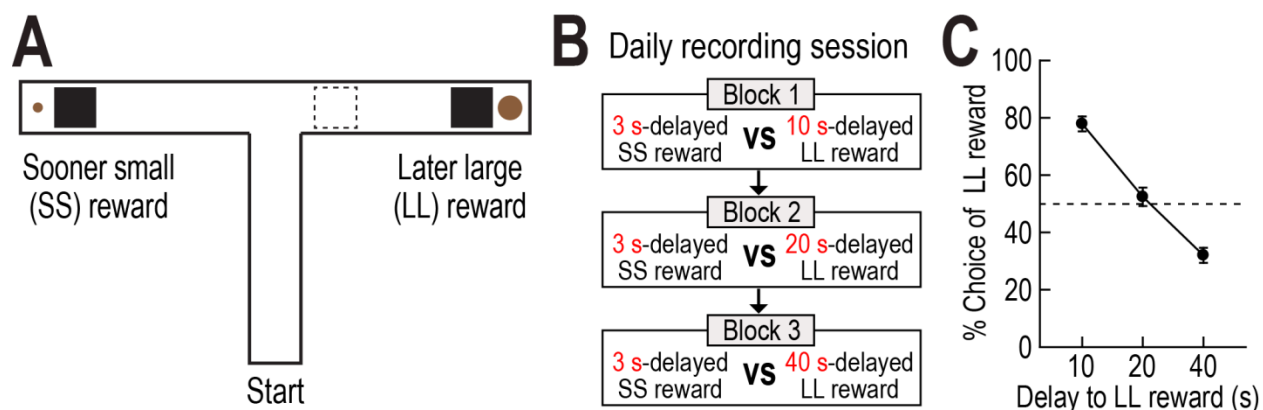 A
Sooner small
(SS) reward
Later large
(LL) reward
Start
B
Daily recording session
Block 1
3 s-delayed
SS reward
VS
10 s-delayed
LL reward
Block 2
3 s-delayed
SS reward
VS
20 s-delayed
LL reward
Block 3
3 s-delayed
SS reward
VS
40 s-delayed
LL reward
C
% Choice of LL reward
100
80
60
40
20
0
10
20
40
Delay to LL reward (s)